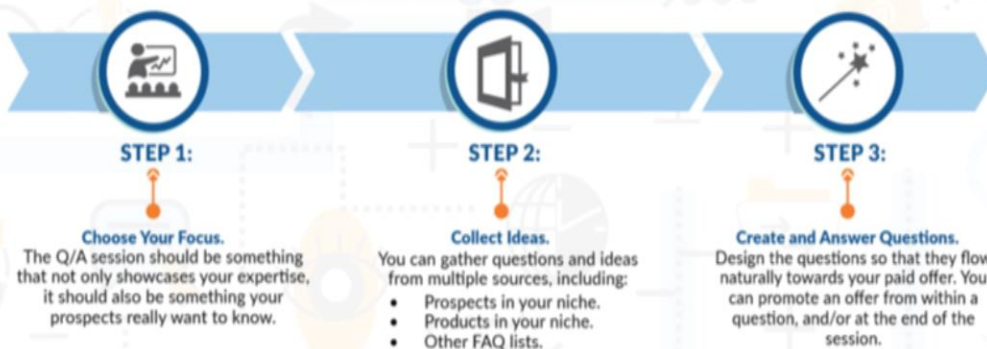 STEP 1:
Choose Your Focus.
The Q/A session should be something
that not only showcases your expertise,
it should also be something your
prospects really want to know.
STEP 2:
Collect Ideas.
You can gather questions and ideas
from multiple sources, including:
• Prospects in your niche.
• Products in your niche.
• Other FAQ lists.
STEP 3:
Create and Answer Questions.
Design the questions so that they flow
naturally towards your paid offer. You
can promote an offer from within a
question, and/or at the end of the
session.